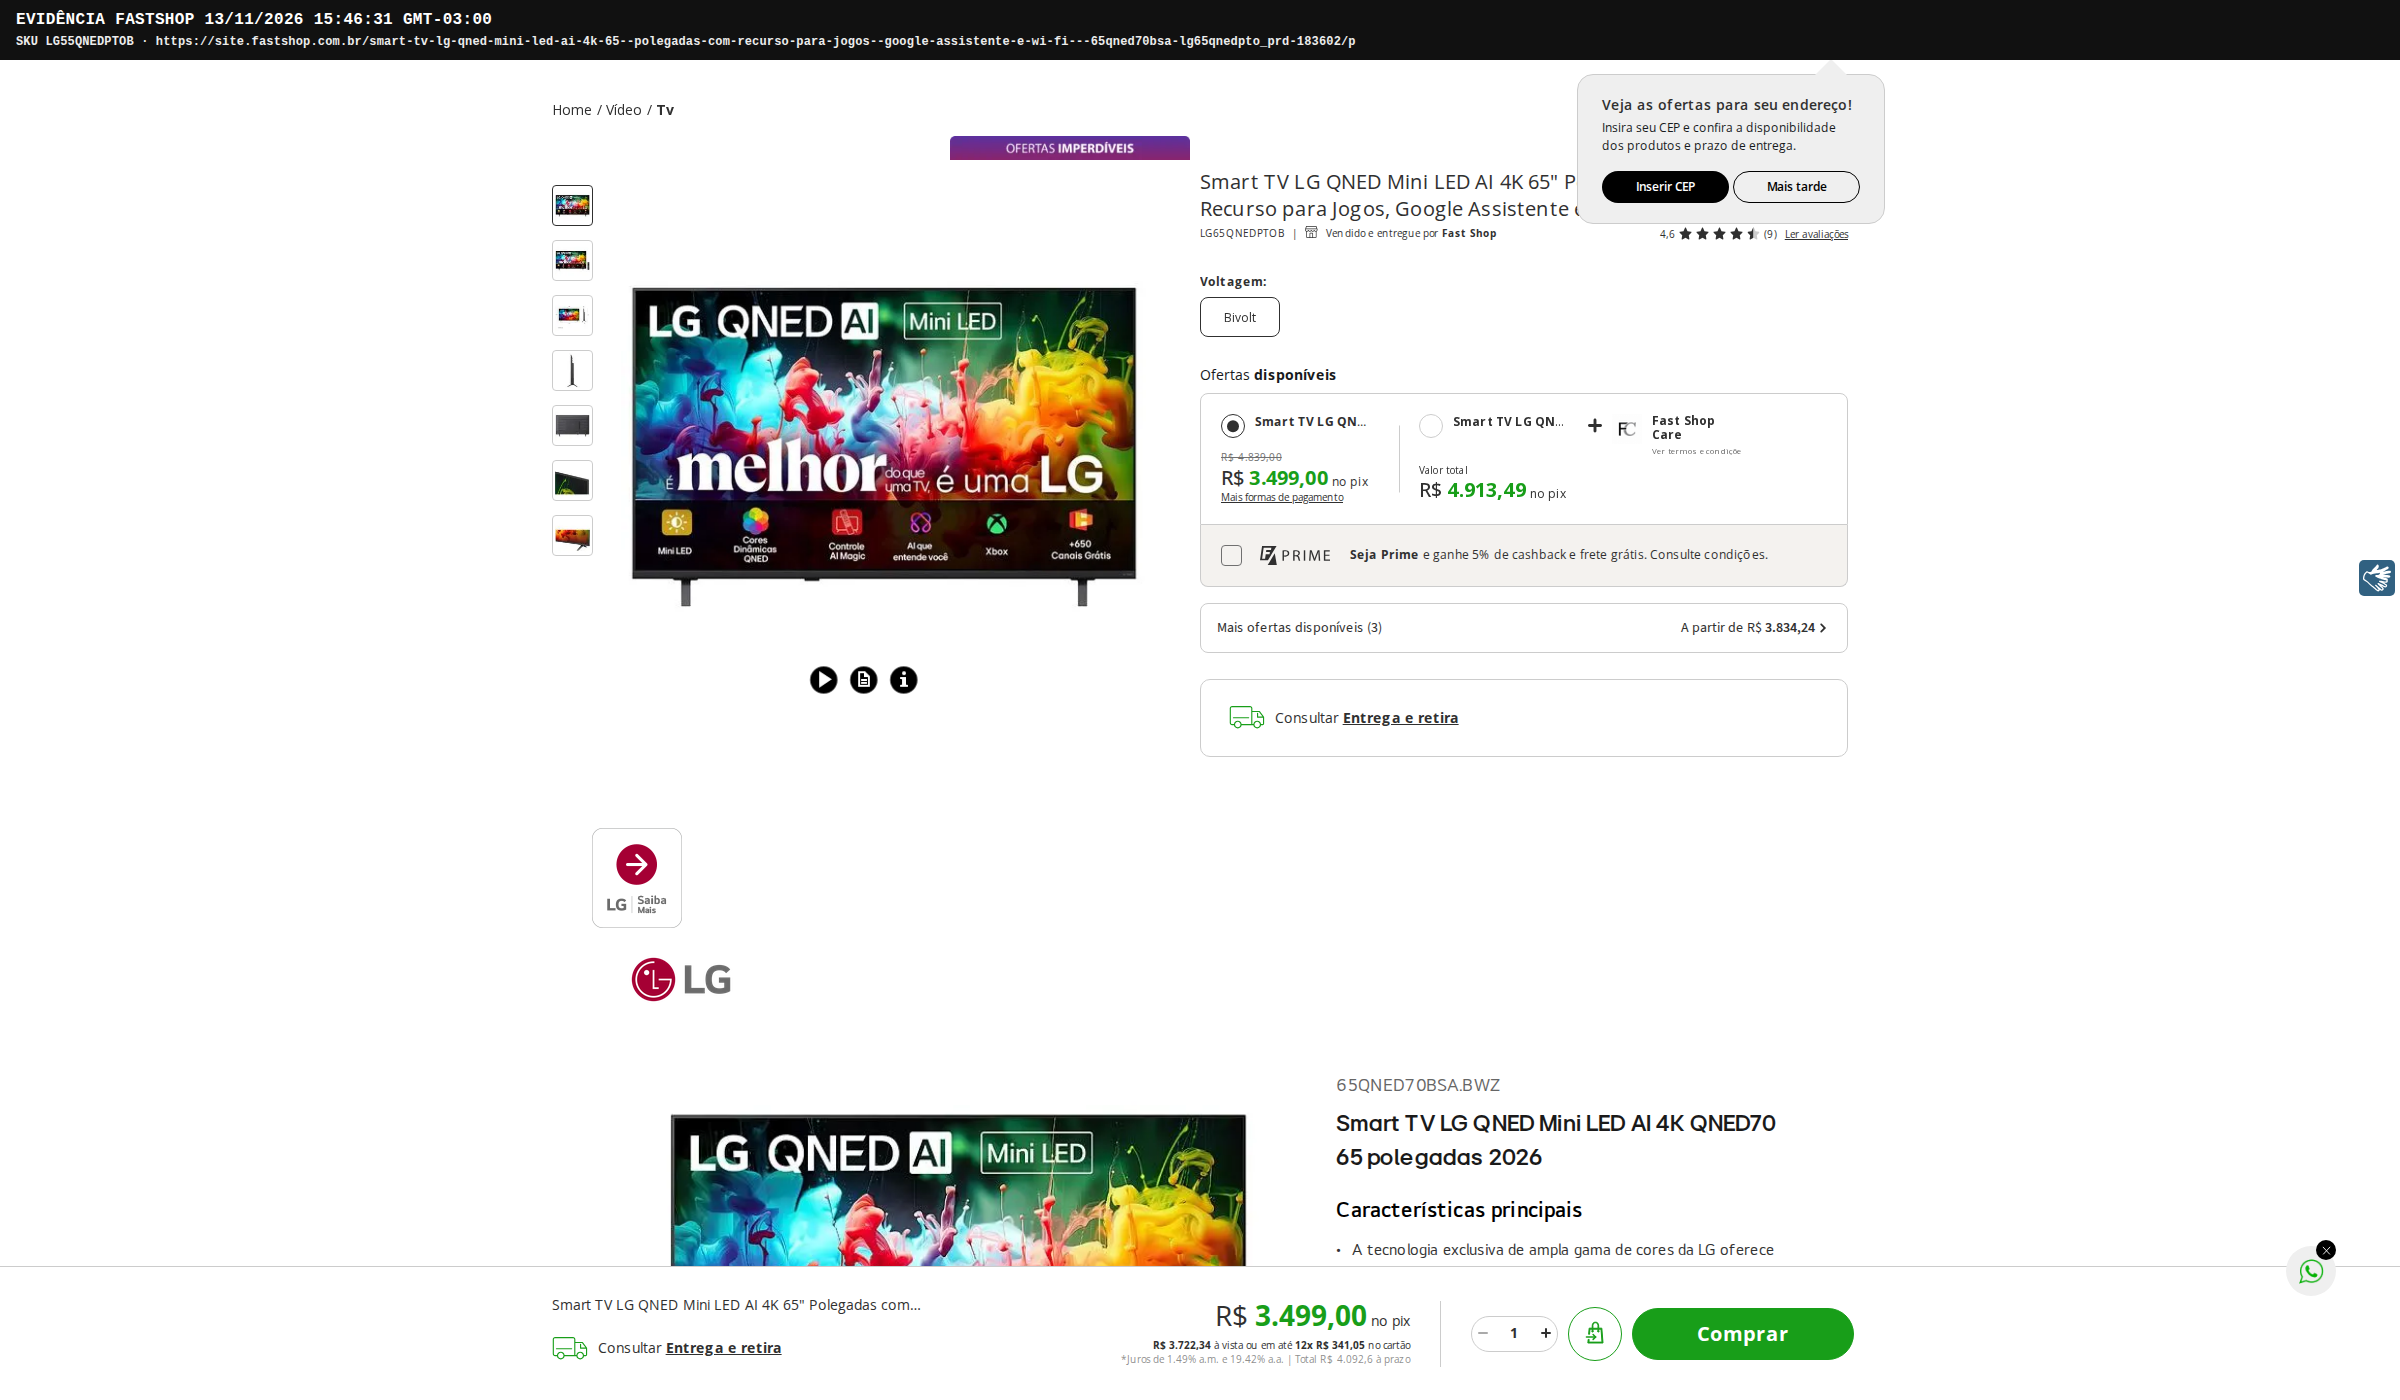 EVIDÊNCIA FASTSHOP 13/11/2026 15:46:31 GMT-03:00
SKU LG55QNEDPTOB · https://site.fastshop.com.br/smart-tv-lg-qned-mini-led-ai-4k-65--polegadas-com-recurso-para-jogos--google-assistente-e-wi-fi---65qned70bsa-lg65qnedpto_prd-183602/p
Home / Vídeo / Tv
Veja as ofertas para seu endereço!
Insira seu CEP e confira a disponibilidade
dos produtos e prazo de entrega.
Inserir CEP
Mais tarde
OFERTAS IMPERDÍVEIS
Smart TV LG QNED Mini LED AI 4K 65" P
Recurso para Jogos, Google Assistente e
LG65QNEDPTOB | Vendido e entregue por Fast Shop
4,6 (9) Ler avaliações
Voltagem:
Bivolt
Ofertas disponíveis
Smart TV LG QN...
R$ 4.839,00
R$ 3.499,00 no pix
Mais formas de pagamento
Smart TV LG QN...
+
FC
Fast Shop
Care
Ver termos e condiçõe
Valor total
R$ 4.913,49 no pix
PRIME
Seja Prime e ganhe 5% de cashback e frete grátis. Consulte condições.
Mais ofertas disponíveis (3)
A partir de R$ 3.834,24
Consultar Entrega e retira
LG QNED AI Mini LED
É melhor do que
uma TV, é uma LG
Mini LED
Cores
Dinâmicas
QNED
Controle
AI Magic
AI que
entende você
Xbox
+650
Canais Grátis
LG | Saiba
Mais
LG
65QNED70BSA.BWZ
Smart TV LG QNED Mini LED AI 4K QNED70
65 polegadas 2026
Características principais
• A tecnologia exclusiva de ampla gama de cores da LG oferece
LG QNED AI Mini LED
Smart TV LG QNED Mini LED AI 4K 65" Polegadas com...
Consultar Entrega e retira
R$ 3.499,00 no pix
R$ 3.722,34 à vista ou em até 12x R$ 341,05 no cartão
*Juros de 1.49% a.m. e 19.42% a.a. | Total R$ 4.092,6 à prazo
− 1 +
Comprar